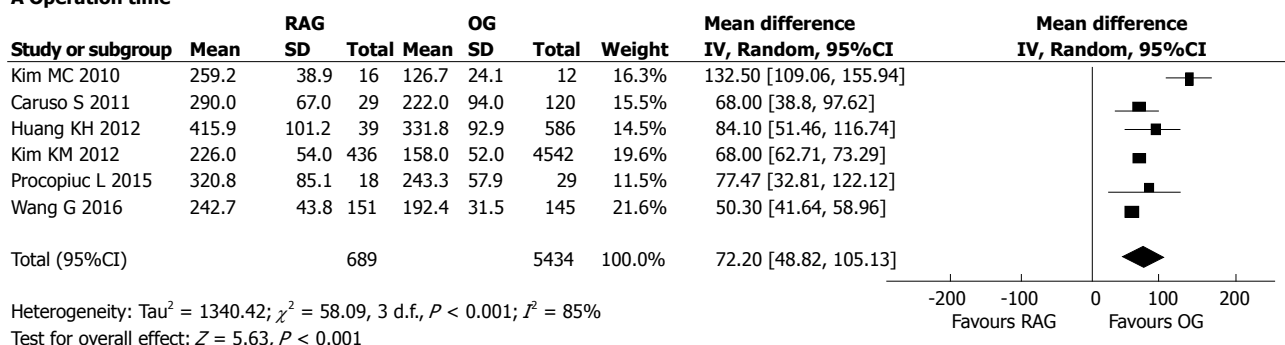 A Operation time
RAG OG Mean difference Mean difference
Study or subgroup Mean SD Total Mean SD Total Weight IV, Random, 95%CI IV, Random, 95%CI
Kim MC 2010 259.2 38.9 16 126.7 24.1 12 16.3% 132.50 [109.06, 155.94]
Caruso S 2011 290.0 67.0 29 222.0 94.0 120 15.5% 68.00 [38.8, 97.62]
Huang KH 2012 415.9 101.2 39 331.8 92.9 586 14.5% 84.10 [51.46, 116.74]
Kim KM 2012 226.0 54.0 436 158.0 52.0 4542 19.6% 68.00 [62.71, 73.29]
Procopiuc L 2015 320.8 85.1 18 243.3 57.9 29 11.5% 77.47 [32.81, 122.12]
Wang G 2016 242.7 43.8 151 192.4 31.5 145 21.6% 50.30 [41.64, 58.96]
Total (95%CI) 689 5434 100.0% 72.20 [48.82, 105.13]
-200 -100 0 100 200
Heterogeneity: Tau² = 1340.42; χ² = 58.09, 3 d.f., P < 0.001; I² = 85%
Favours RAG Favours OG
Test for overall effect: Z = 5.63, P < 0.001